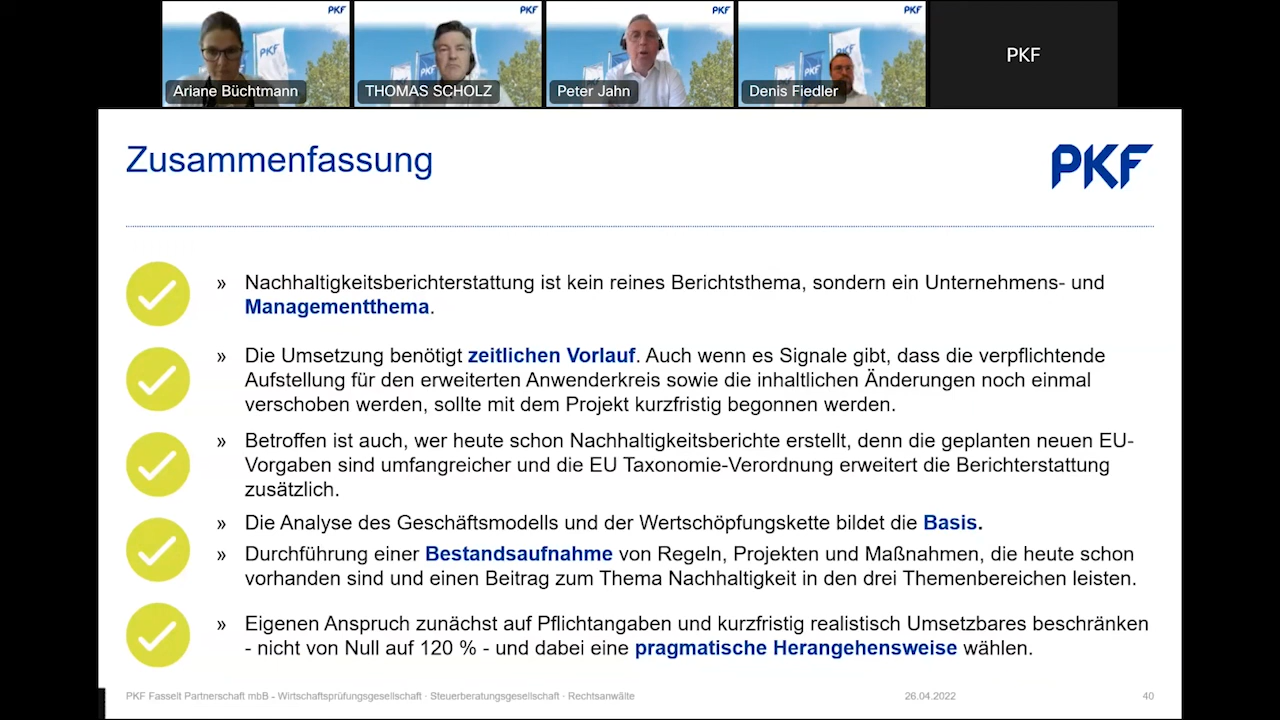 PKF
PKF
PKF
PKF
PKF
PKF
PKF
PKF
Ariane Büchtmann
THOMAS SCHOLZ
Peter Jahn
Denis Fiedler
Zusammenfassung
PKF
» Nachhaltigkeitsberichterstattung ist kein reines Berichtsthema, sondern ein Unternehmens- und
Managementthema.
» Die Umsetzung benötigt zeitlichen Vorlauf. Auch wenn es Signale gibt, dass die verpflichtende
Aufstellung für den erweiterten Anwenderkreis sowie die inhaltlichen Änderungen noch einmal
verschoben werden, sollte mit dem Projekt kurzfristig begonnen werden.
» Betroffen ist auch, wer heute schon Nachhaltigkeitsberichte erstellt, denn die geplanten neuen EU-
Vorgaben sind umfangreicher und die EU Taxonomie-Verordnung erweitert die Berichterstattung
zusätzlich.
» Die Analyse des Geschäftsmodells und der Wertschöpfungskette bildet die Basis.
» Durchführung einer Bestandsaufnahme von Regeln, Projekten und Maßnahmen, die heute schon
vorhanden sind und einen Beitrag zum Thema Nachhaltigkeit in den drei Themenbereichen leisten.
» Eigenen Anspruch zunächst auf Pflichtangaben und kurzfristig realistisch Umsetzbares beschränken
- nicht von Null auf 120 % - und dabei eine pragmatische Herangehensweise wählen.
PKF Fasselt Partnerschaft mbB - Wirtschaftsprüfungsgesellschaft · Steuerberatungsgesellschaft · Rechtsanwälte
26.04.2022
40